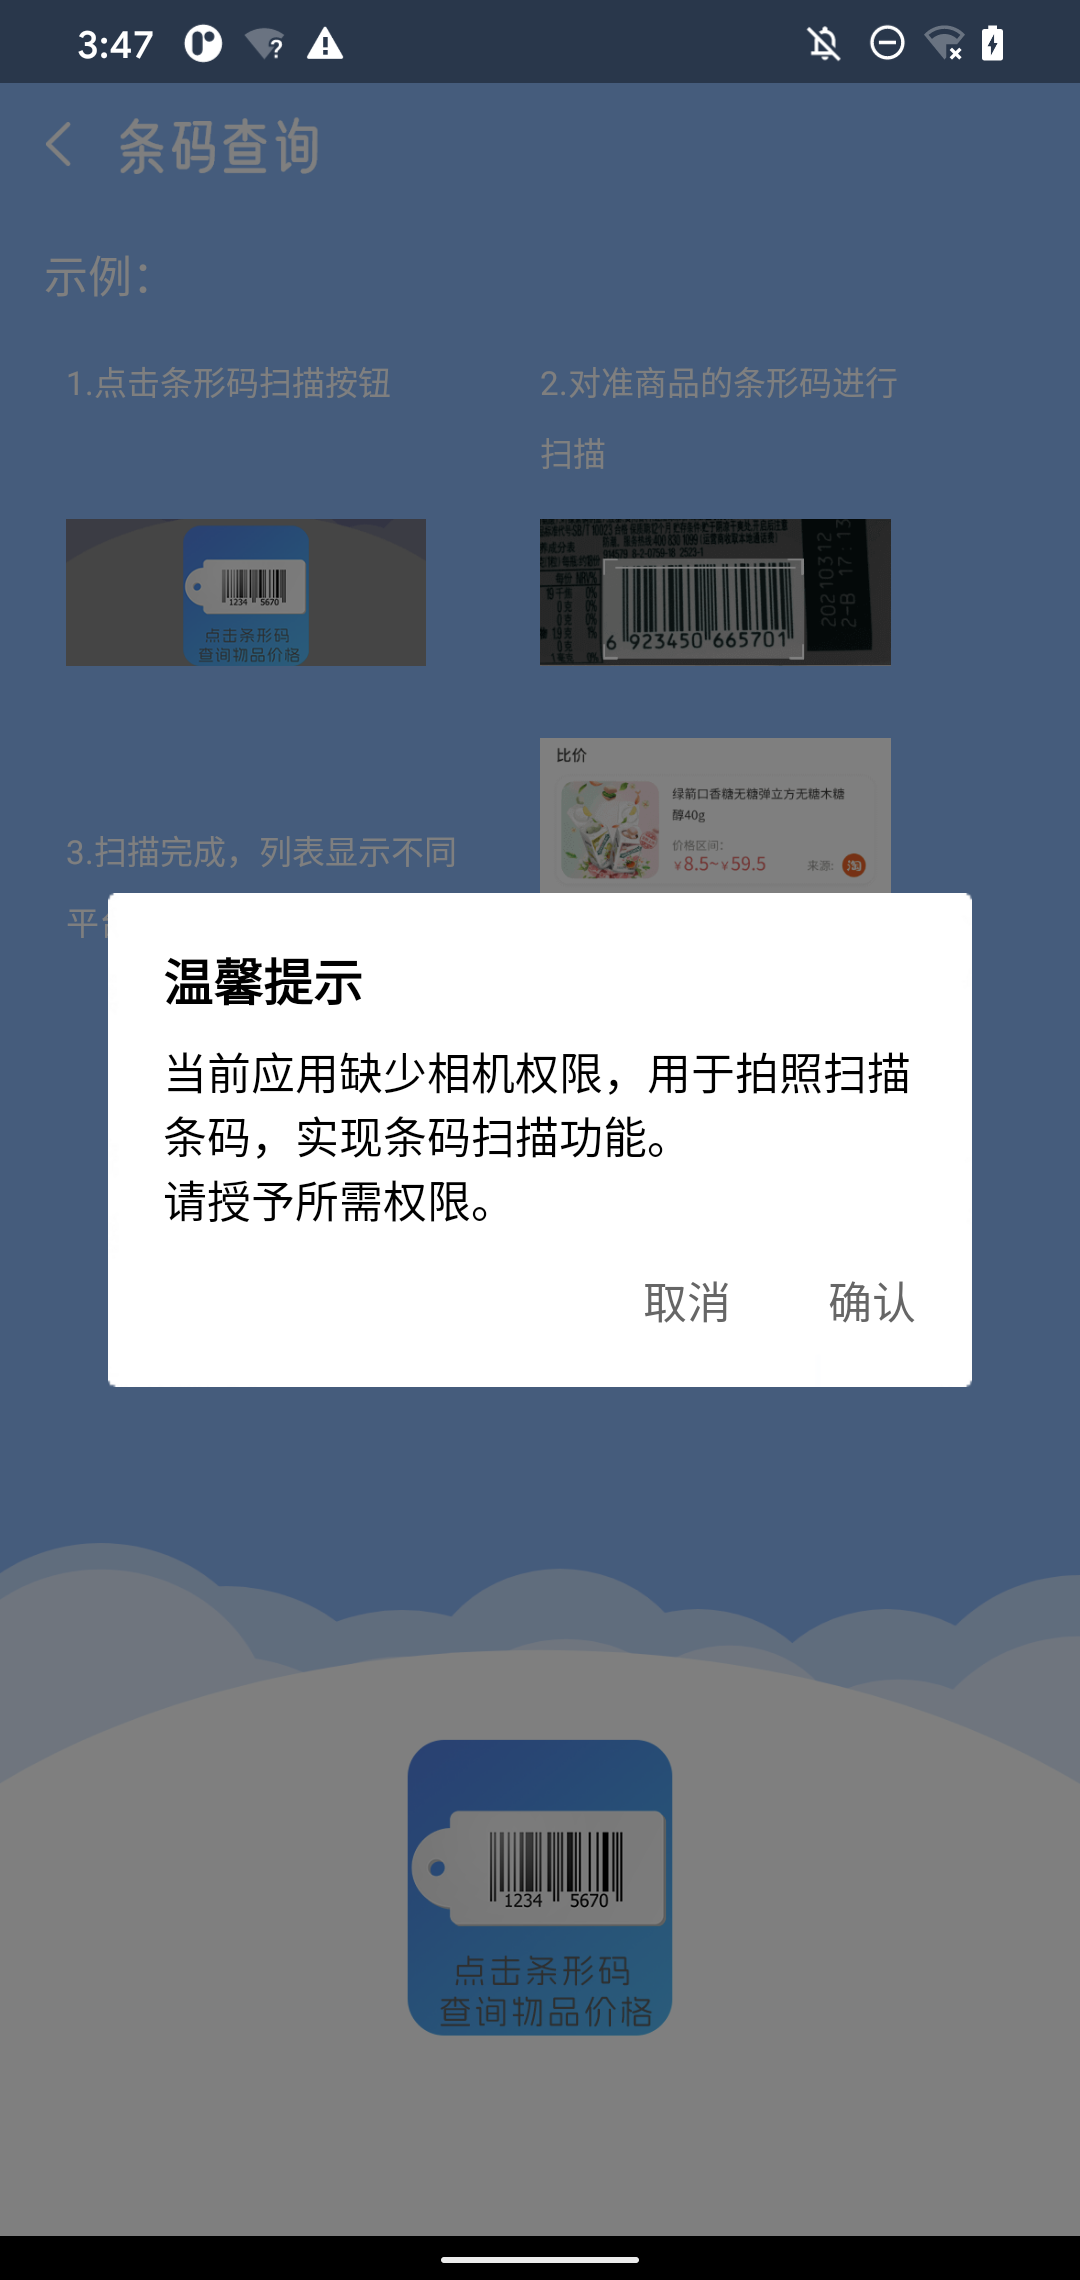 3:47
条码查询
示例：
1.点击条形码扫描按钮
2.对准商品的条形码进行
扫描
点击条形码
查询物品价格
1234 5670
20210312
2-B 17:13
6 923450 665701
比价
绿箭口香糖无糖弹立方无糖木糖
醇40g
价格区间：
¥8.5~¥59.5
来源：
淘
3.扫描完成，列表显示不同
温馨提示
当前应用缺少相机权限，用于拍照扫描
条码，实现条码扫描功能。
请授予所需权限。
取消 确认
1234 5670
点击条形码
查询物品价格